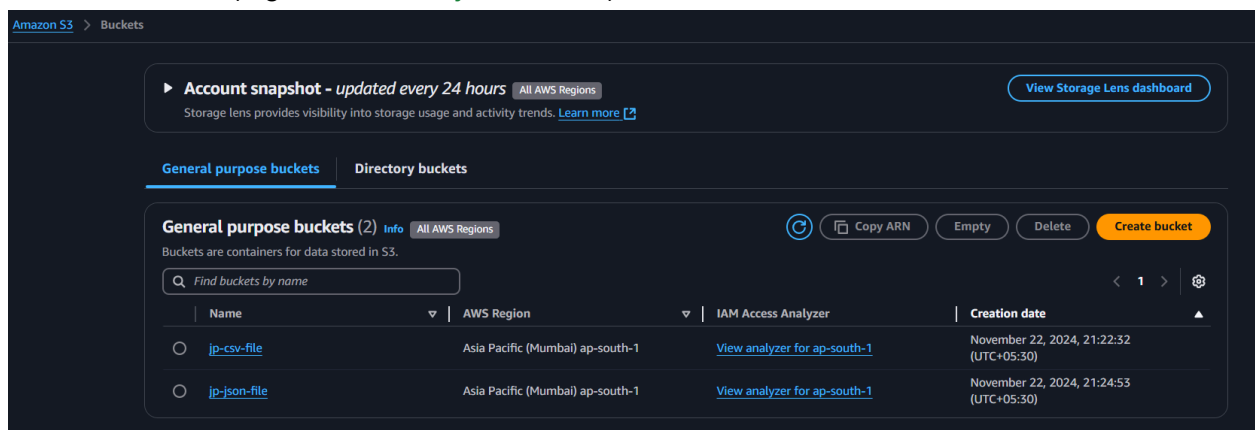 Amazon S3 > Buckets
Account snapshot - updated every 24 hours All AWS Regions
View Storage Lens dashboard
Storage lens provides visibility into storage usage and activity trends. Learn more
General purpose buckets Directory buckets
General purpose buckets (2) Info All AWS Regions
Copy ARN Empty Delete Create bucket
Buckets are containers for data stored in S3.
Find buckets by name
< 1 >
Name AWS Region IAM Access Analyzer Creation date
jp-csv-file Asia Pacific (Mumbai) ap-south-1 View analyzer for ap-south-1 November 22, 2024, 21:22:32
(UTC+05:30)
jp-json-file Asia Pacific (Mumbai) ap-south-1 View analyzer for ap-south-1 November 22, 2024, 21:24:53
(UTC+05:30)